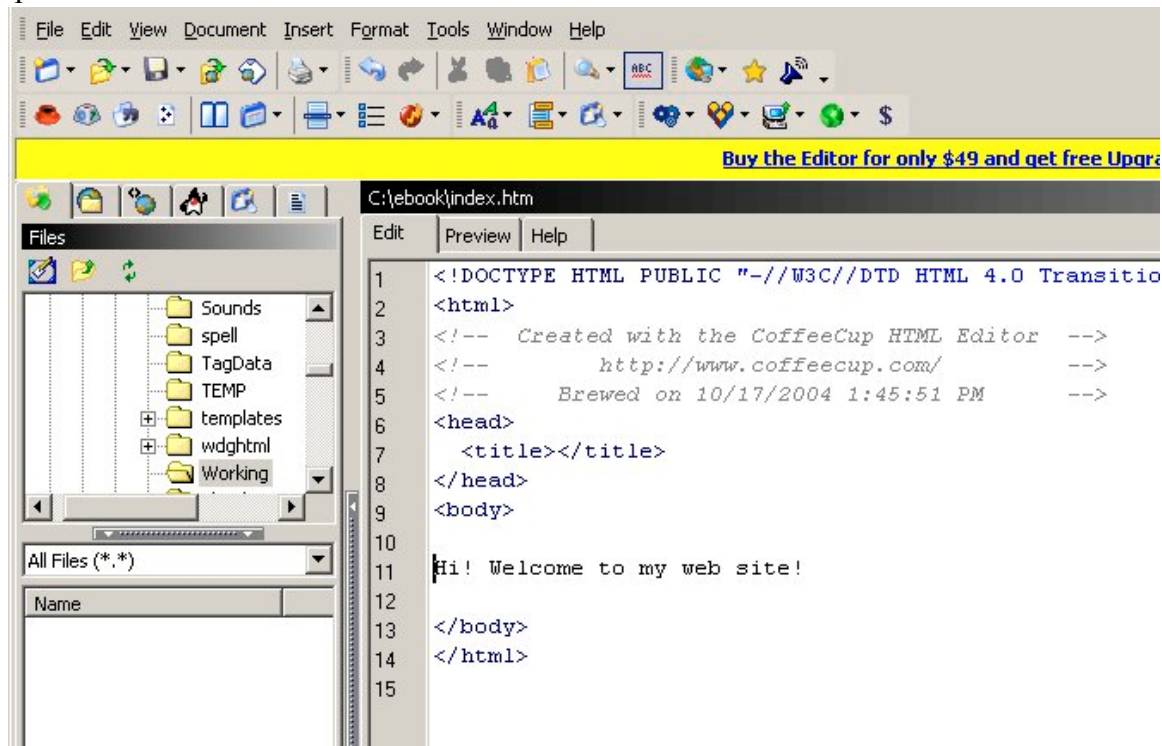 File Edit View Document Insert Format Tools Window Help
ABC
$
Buy the Editor for only $49 and get free Upgra
C:\ebook\index.htm
Files
Edit Preview Help
Sounds
spell
TagData
TEMP
templates
wdghtml
Working
All Files (*.*)
Name
1 <!DOCTYPE HTML PUBLIC "-//W3C//DTD HTML 4.0 Transitio
2 <html>
3 <!--  Created with the CoffeeCup HTML Editor  -->
4 <!--        http://www.coffeecup.com/         -->
5 <!--     Brewed on 10/17/2004 1:45:51 PM      -->
6 <head>
7   <title></title>
8 </head>
9 <body>
10
11 Hi! Welcome to my web site!
12
13 </body>
14 </html>
15